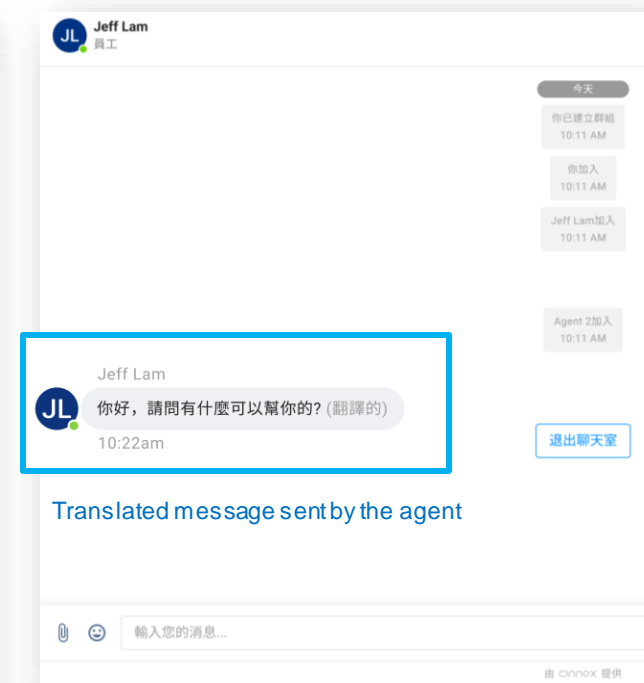 JL
Jeff Lam
員工
今天
你已建立群組
10:11 AM
你加入
10:11 AM
Jeff Lam加入
10:11 AM
Agent 2加入
10:11 AM
Jeff Lam
JL
你好，請問有什麼可以幫你的? (翻譯的)
10:22am
退出聊天室
Translated message sent by the agent
輸入您的消息...
由 cinnox 提供